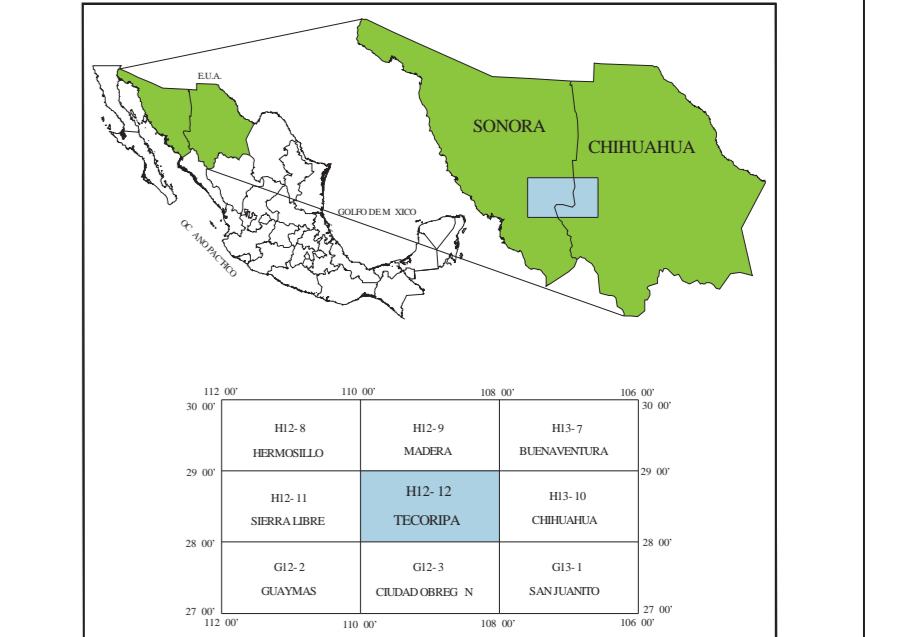 E.U.A.
SONORA
CHIHUAHUA
GOLFO DE M XICO
OC ANO PACIFICO
112 00' 110 00' 108 00' 106 00'
30 00' 30 00'
H12- 8 H12- 9 H13- 7
HERMOSILLO MADERA BUENAVENTURA
29 00' 29 00'
H12- 11 H12- 12 H13- 10
SIERRA LIBRE TECORIPA CHIHUAHUA
28 00' 28 00'
G12- 2 G12- 3 G13- 1
GUAYMAS CIUDAD OBREG N SAN JUANITO
27 00' 27 00'
112 00' 110 00' 108 00' 106 00'